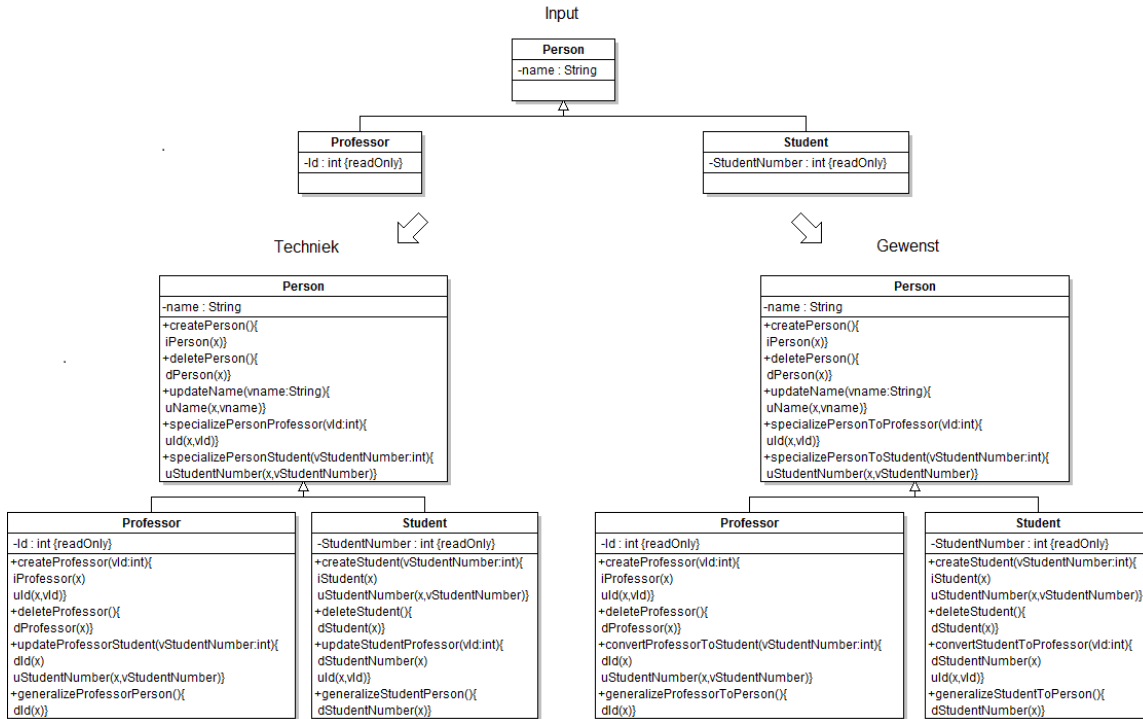 Input
Person
-name : String
Professor
-Id : int {readOnly}
Student
-StudentNumber : int {readOnly}
Techniek
Person
-name : String
+createPerson(){
iPerson(x)}
+deletePerson(){
dPerson(x)}
+updateName(vname:String){
uName(x,vname)}
+specializePersonProfessor(vId:int){
uId(x,vId)}
+specializePersonStudent(vStudentNumber:int){
uStudentNumber(x,vStudentNumber)}
Professor
-Id : int {readOnly}
+createProfessor(vId:int){
iProfessor(x)
uId(x,vId)}
+deleteProfessor(){
dProfessor(x)}
+updateProfessorStudent(vStudentNumber:int){
dId(x)
uStudentNumber(x,vStudentNumber)}
+generalizeProfessorPerson(){
dId(x)}
Student
-StudentNumber : int {readOnly}
+createStudent(vStudentNumber:int){
iStudent(x)
uStudentNumber(x,vStudentNumber)}
+deleteStudent(){
dStudent(x)}
+updateStudentProfessor(vId:int){
dStudentNumber(x)
uId(x,vId)}
+generalizeStudentPerson(){
dStudentNumber(x)}
Gewenst
Person
-name : String
+createPerson(){
iPerson(x)}
+deletePerson(){
dPerson(x)}
+updateName(vname:String){
uName(x,vname)}
+specializePersonToProfessor(vId:int){
uId(x,vId)}
+specializePersonToStudent(vStudentNumber:int){
uStudentNumber(x,vStudentNumber)}
Professor
-Id : int {readOnly}
+createProfessor(vId:int){
iProfessor(x)
uId(x,vId)}
+deleteProfessor(){
dProfessor(x)}
+convertProfessorToStudent(vStudentNumber:int){
dId(x)
uStudentNumber(x,vStudentNumber)}
+generalizeProfessorToPerson(){
dId(x)}
Student
-StudentNumber : int {readOnly}
+createStudent(vStudentNumber:int){
iStudent(x)
uStudentNumber(x,vStudentNumber)}
+deleteStudent(){
dStudent(x)}
+convertStudentToProfessor(vId:int){
dStudentNumber(x)
uId(x,vId)}
+generalizeStudentToPerson(){
dStudentNumber(x)}